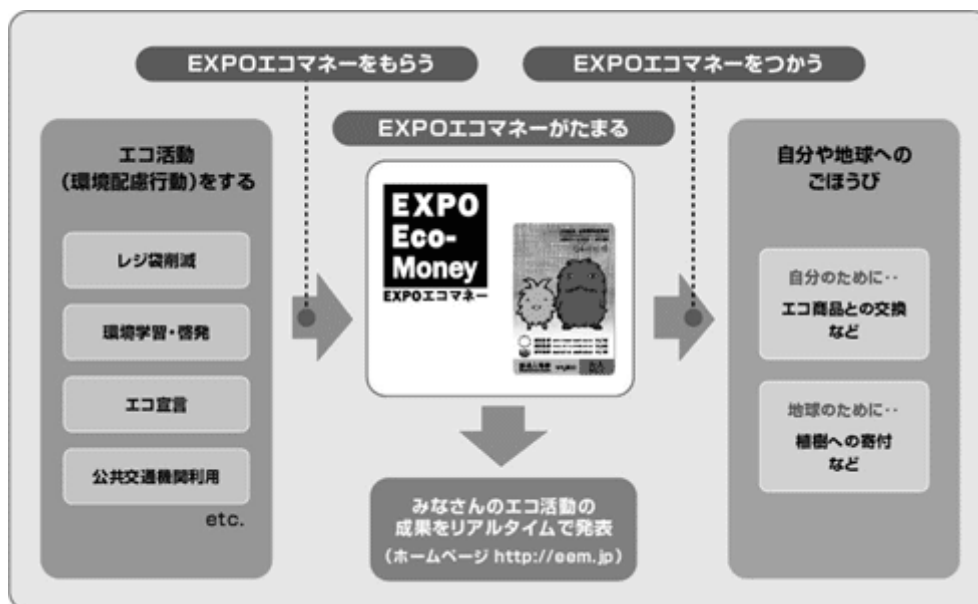 EXPOエコマネーをもらう
EXPOエコマネーをつかう
EXPOエコマネーがたまる
エコ活動
(環境配慮行動)をする
レジ袋削減
環境学習・啓発
エコ宣言
公共交通機関利用
etc.
EXPO
Eco-
Money
EXPOエコマネー
みなさんのエコ活動の
成果をリアルタイムで発表
(ホームページ http://eem.jp)
自分や地球への
ごほうび
自分のために‥
エコ商品との交換
など
地球のために‥
植樹への寄付
など